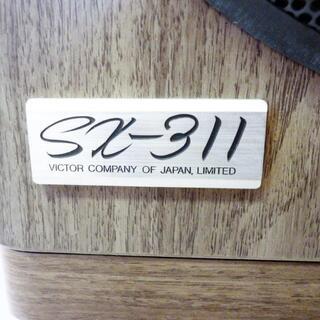 SX-311
VICTOR COMPANY OF JAPAN, LIMITED